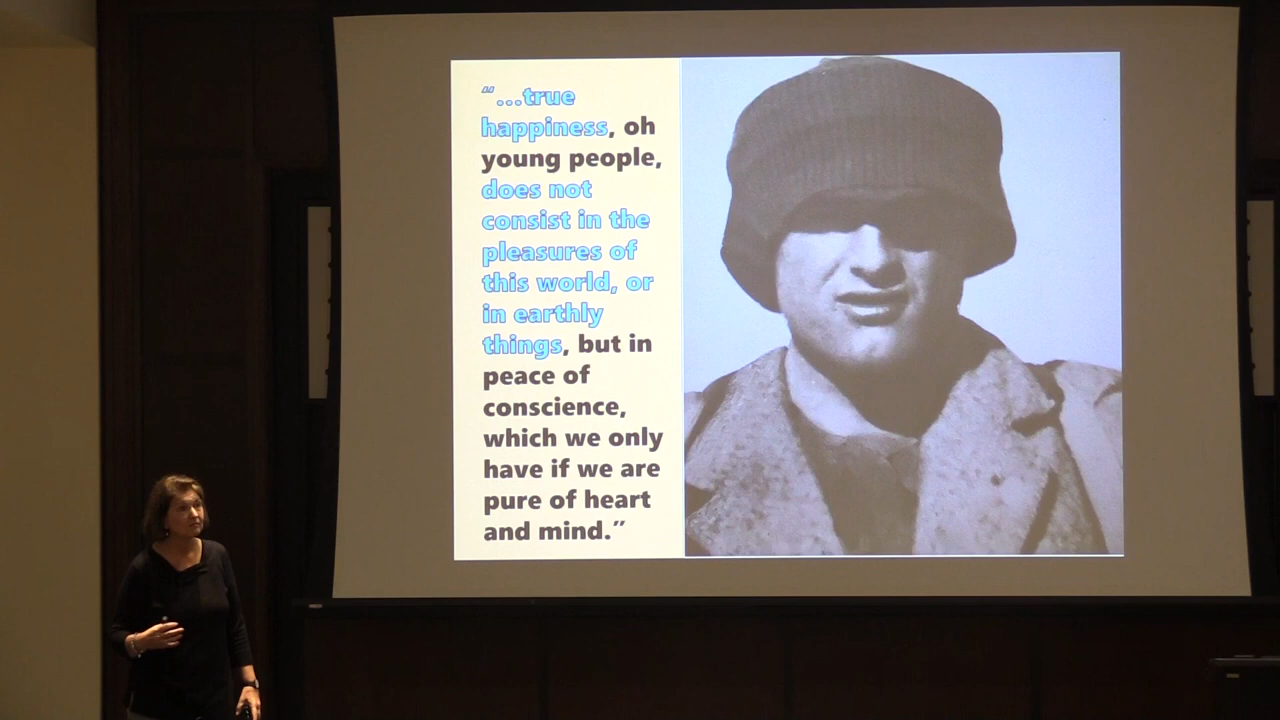 “...true
happiness, oh
young people,
does not
consist in the
pleasures of
this world, or
in earthly
things, but in
peace of
conscience,
which we only
have if we are
pure of heart
and mind.”